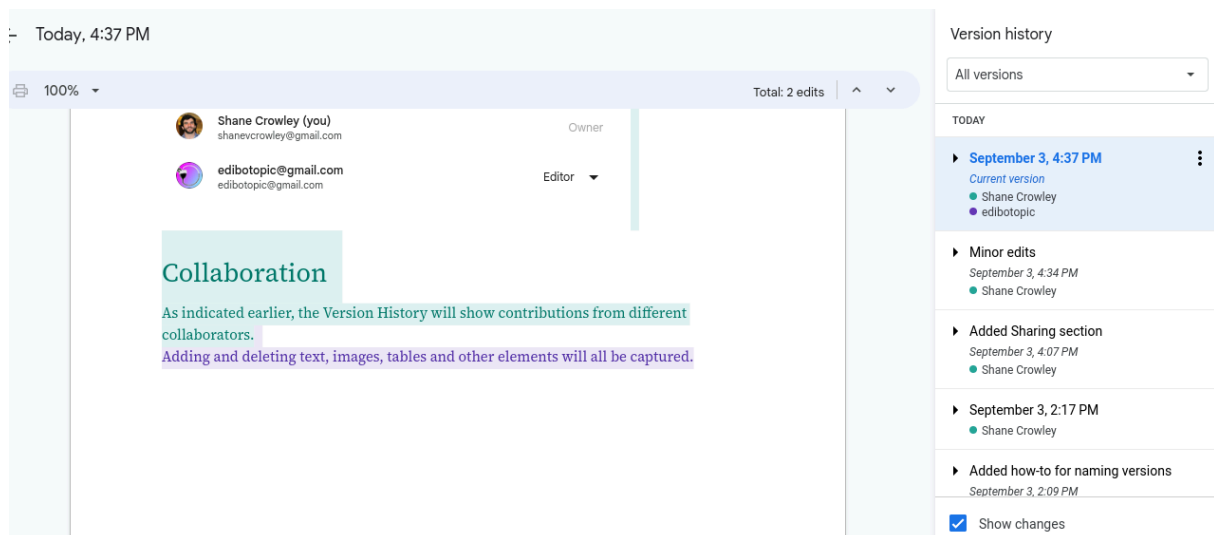 Today, 4:37 PM
100%
Total: 2 edits
Shane Crowley (you)
shanevcrowley@gmail.com
Owner
edibotopic@gmail.com
edibotopic@gmail.com
Editor
Collaboration
As indicated earlier, the Version History will show contributions from different
collaborators.
Adding and deleting text, images, tables and other elements will all be captured.
Version history
All versions
TODAY
September 3, 4:37 PM
Current version
Shane Crowley
edibotopic
Minor edits
September 3, 4:34 PM
Shane Crowley
Added Sharing section
September 3, 4:07 PM
Shane Crowley
September 3, 2:17 PM
Shane Crowley
Added how-to for naming versions
September 3, 2:09 PM
Show changes